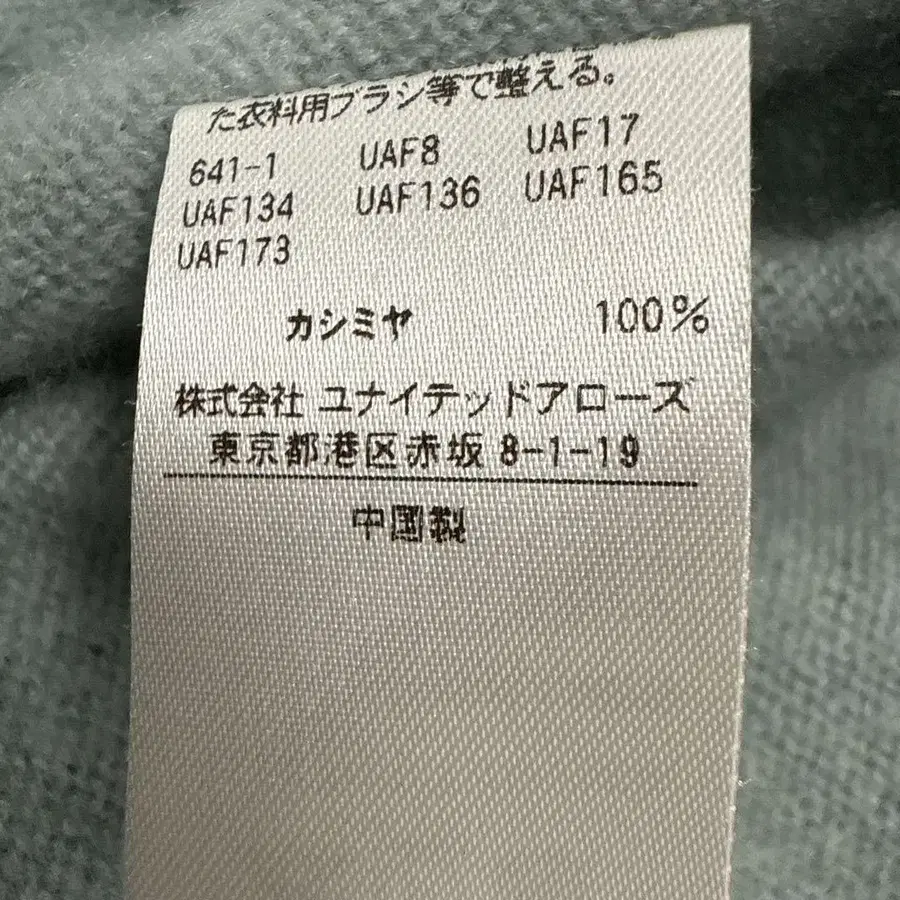 た衣料用ブラシ等で整える。
641-1 UAF8 UAF17
UAF134 UAF136 UAF165
UAF173
カシミヤ 100%
株式会社 ユナイテッドアローズ
東京都港区赤坂 8-1-19
中国製